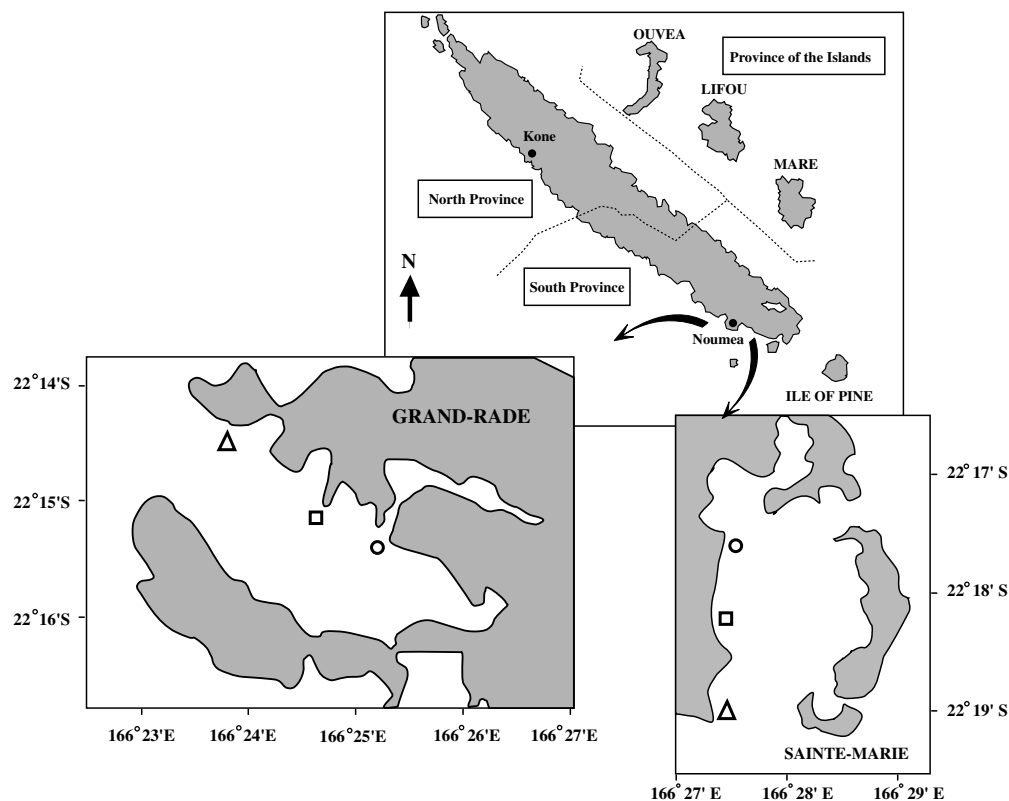 OUVEA
Province of the Islands
LIFOU
Kone
MARE
North Province
N
South Province
Noumea
ILE OF PINE
22°14'S
GRAND-RADE
22°15'S
22°16'S
166°23'E 166°24'E 166°25'E 166°26'E 166°27'E
22°17' S
22°18' S
22°19' S
SAINTE-MARIE
166°27' E 166°28' E 166°29' E